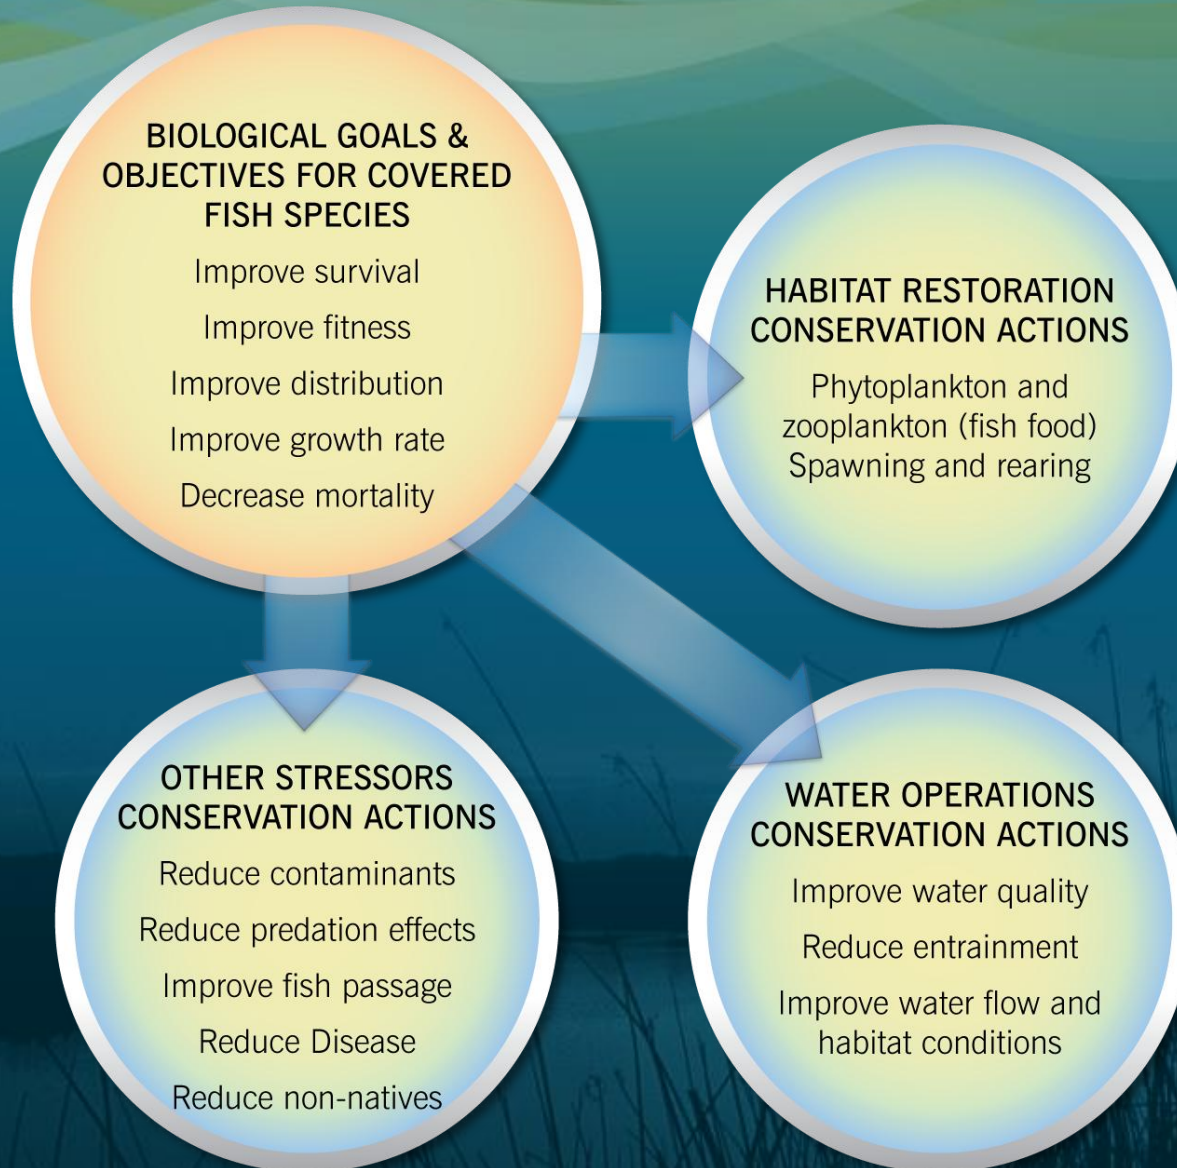 BIOLOGICAL GOALS &
OBJECTIVES FOR COVERED
FISH SPECIES
Improve survival
Improve fitness
Improve distribution
Improve growth rate
Decrease mortality
HABITAT RESTORATION
CONSERVATION ACTIONS
Phytoplankton and
zooplankton (fish food)
Spawning and rearing
OTHER STRESSORS
CONSERVATION ACTIONS
Reduce contaminants
Reduce predation effects
Improve fish passage
Reduce Disease
Reduce non-natives
WATER OPERATIONS
CONSERVATION ACTIONS
Improve water quality
Reduce entrainment
Improve water flow and
habitat conditions